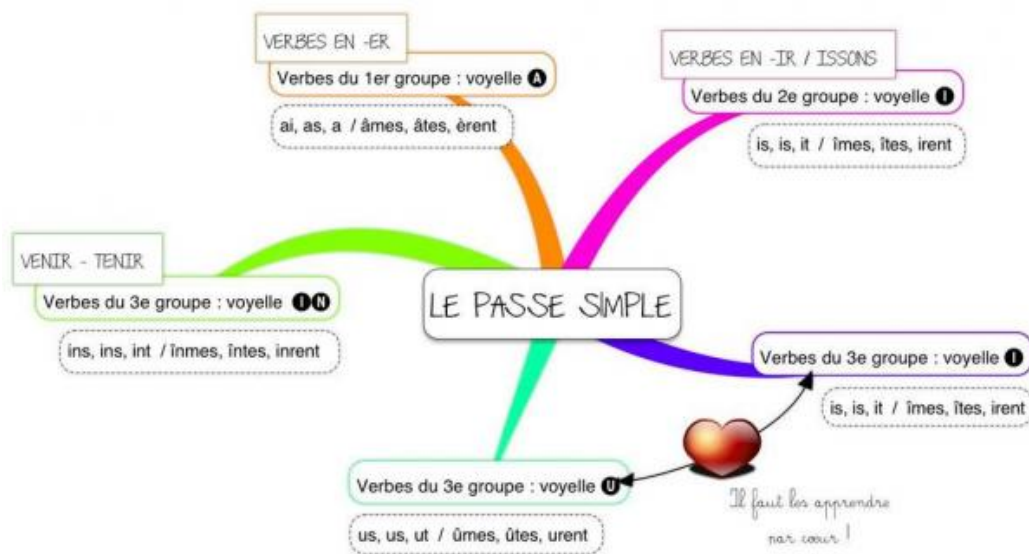 VERBES EN -ER
Verbes du 1er groupe : voyelle A
ai, as, a / âmes, âtes, èrent
VERBES EN -IR / ISSONS
Verbes du 2e groupe : voyelle I
is, is, it / îmes, îtes, irent
VENIR - TENIR
Verbes du 3e groupe : voyelle I N
ins, ins, int / înmes, întes, inrent
LE PASSE SIMPLE
Verbes du 3e groupe : voyelle I
is, is, it / îmes, îtes, irent
Verbes du 3e groupe : voyelle U
us, us, ut / ûmes, ûtes, urent
Il faut les apprendre
par cœur !